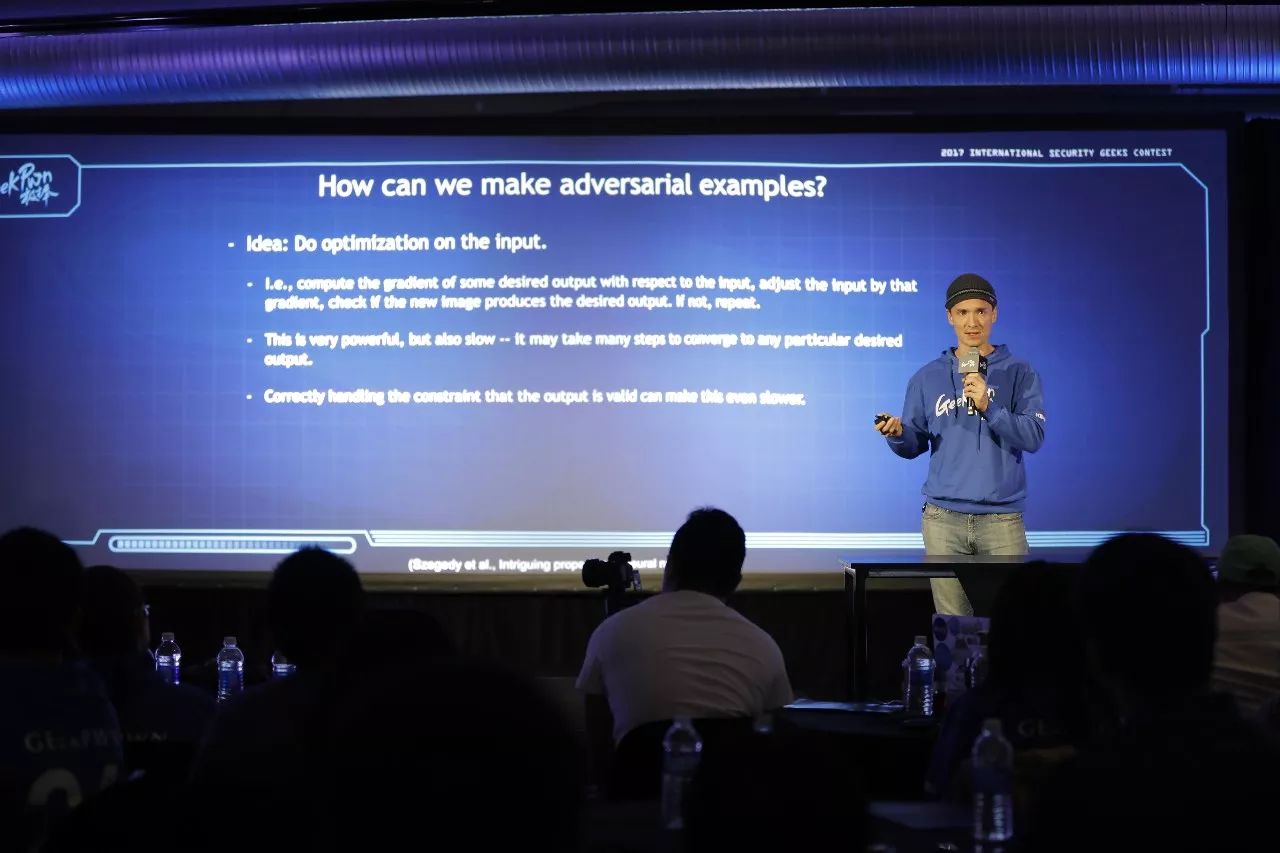 2017 INTERNATIONAL SECURITY GEEKS CONTEST
ekPwn
How can we make adversarial examples?
- Idea: Do optimization on the input.
- I.e., compute the gradient of some desired output with respect to the input, adjust the input by that
gradient, check if the new image produces the desired output. If not, repeat.
- This is very powerful, but also slow -- it may take many steps to converge to any particular desired
output.
- Correctly handling the constraint that the output is valid can make this even slower.
(Szegedy et al., Intriguing